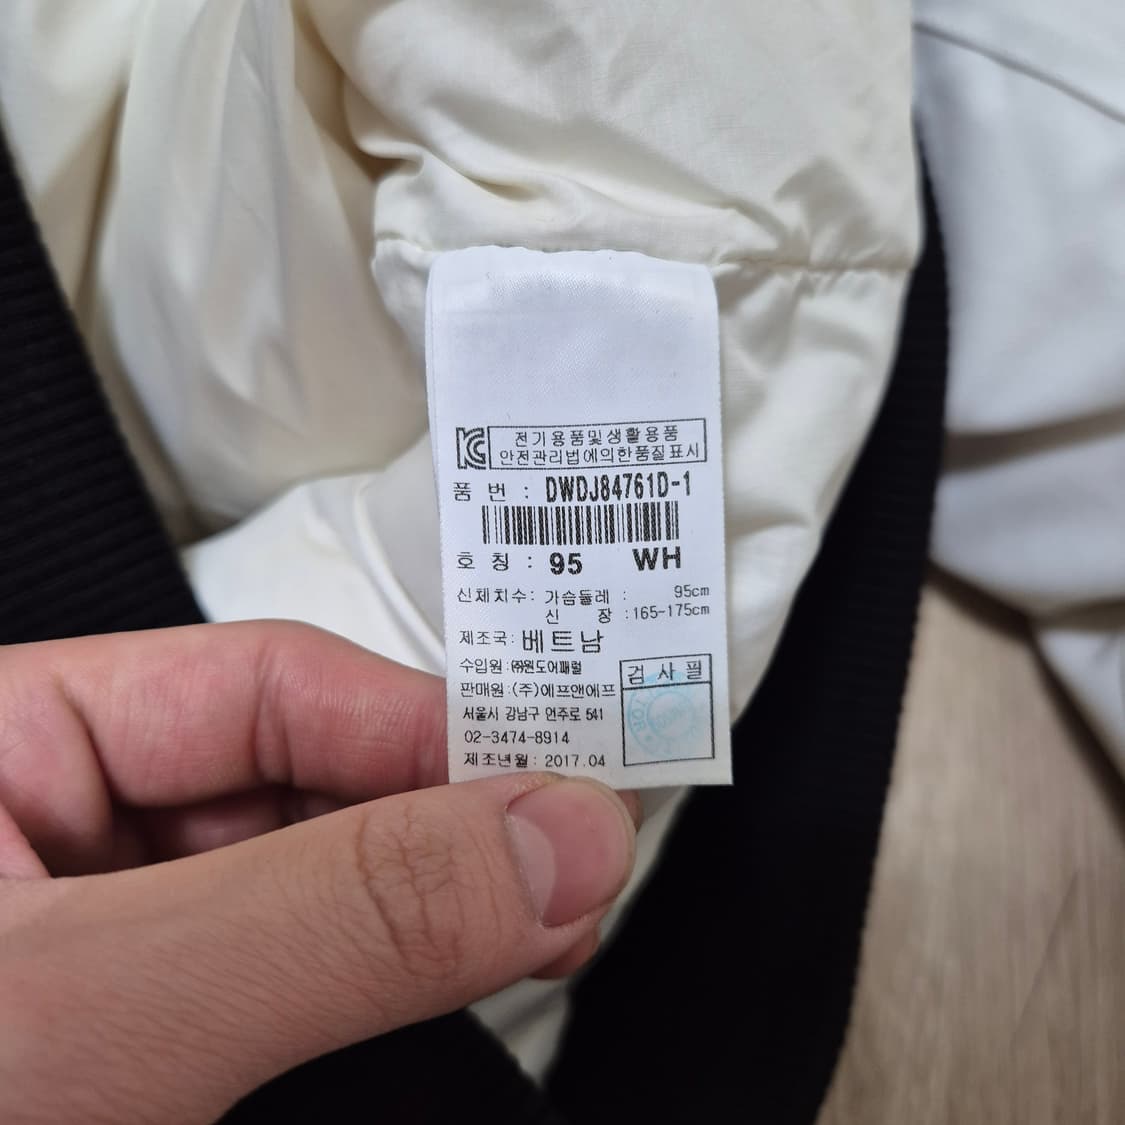 KC 전기용품및생활용품
안전관리법에의한품질표시
품 번 : DWDJ84761D-1
호 칭 : 95 WH
신체치수: 가슴둘레 : 95cm
신 장 :165-175cm
제조국: 베트남
수입원:㈜원도어패럴
판매원:(주)에프앤에프
서울시 강남구 언주로 541
02-3474-8914
제조년월: 2017.04
검 사 필